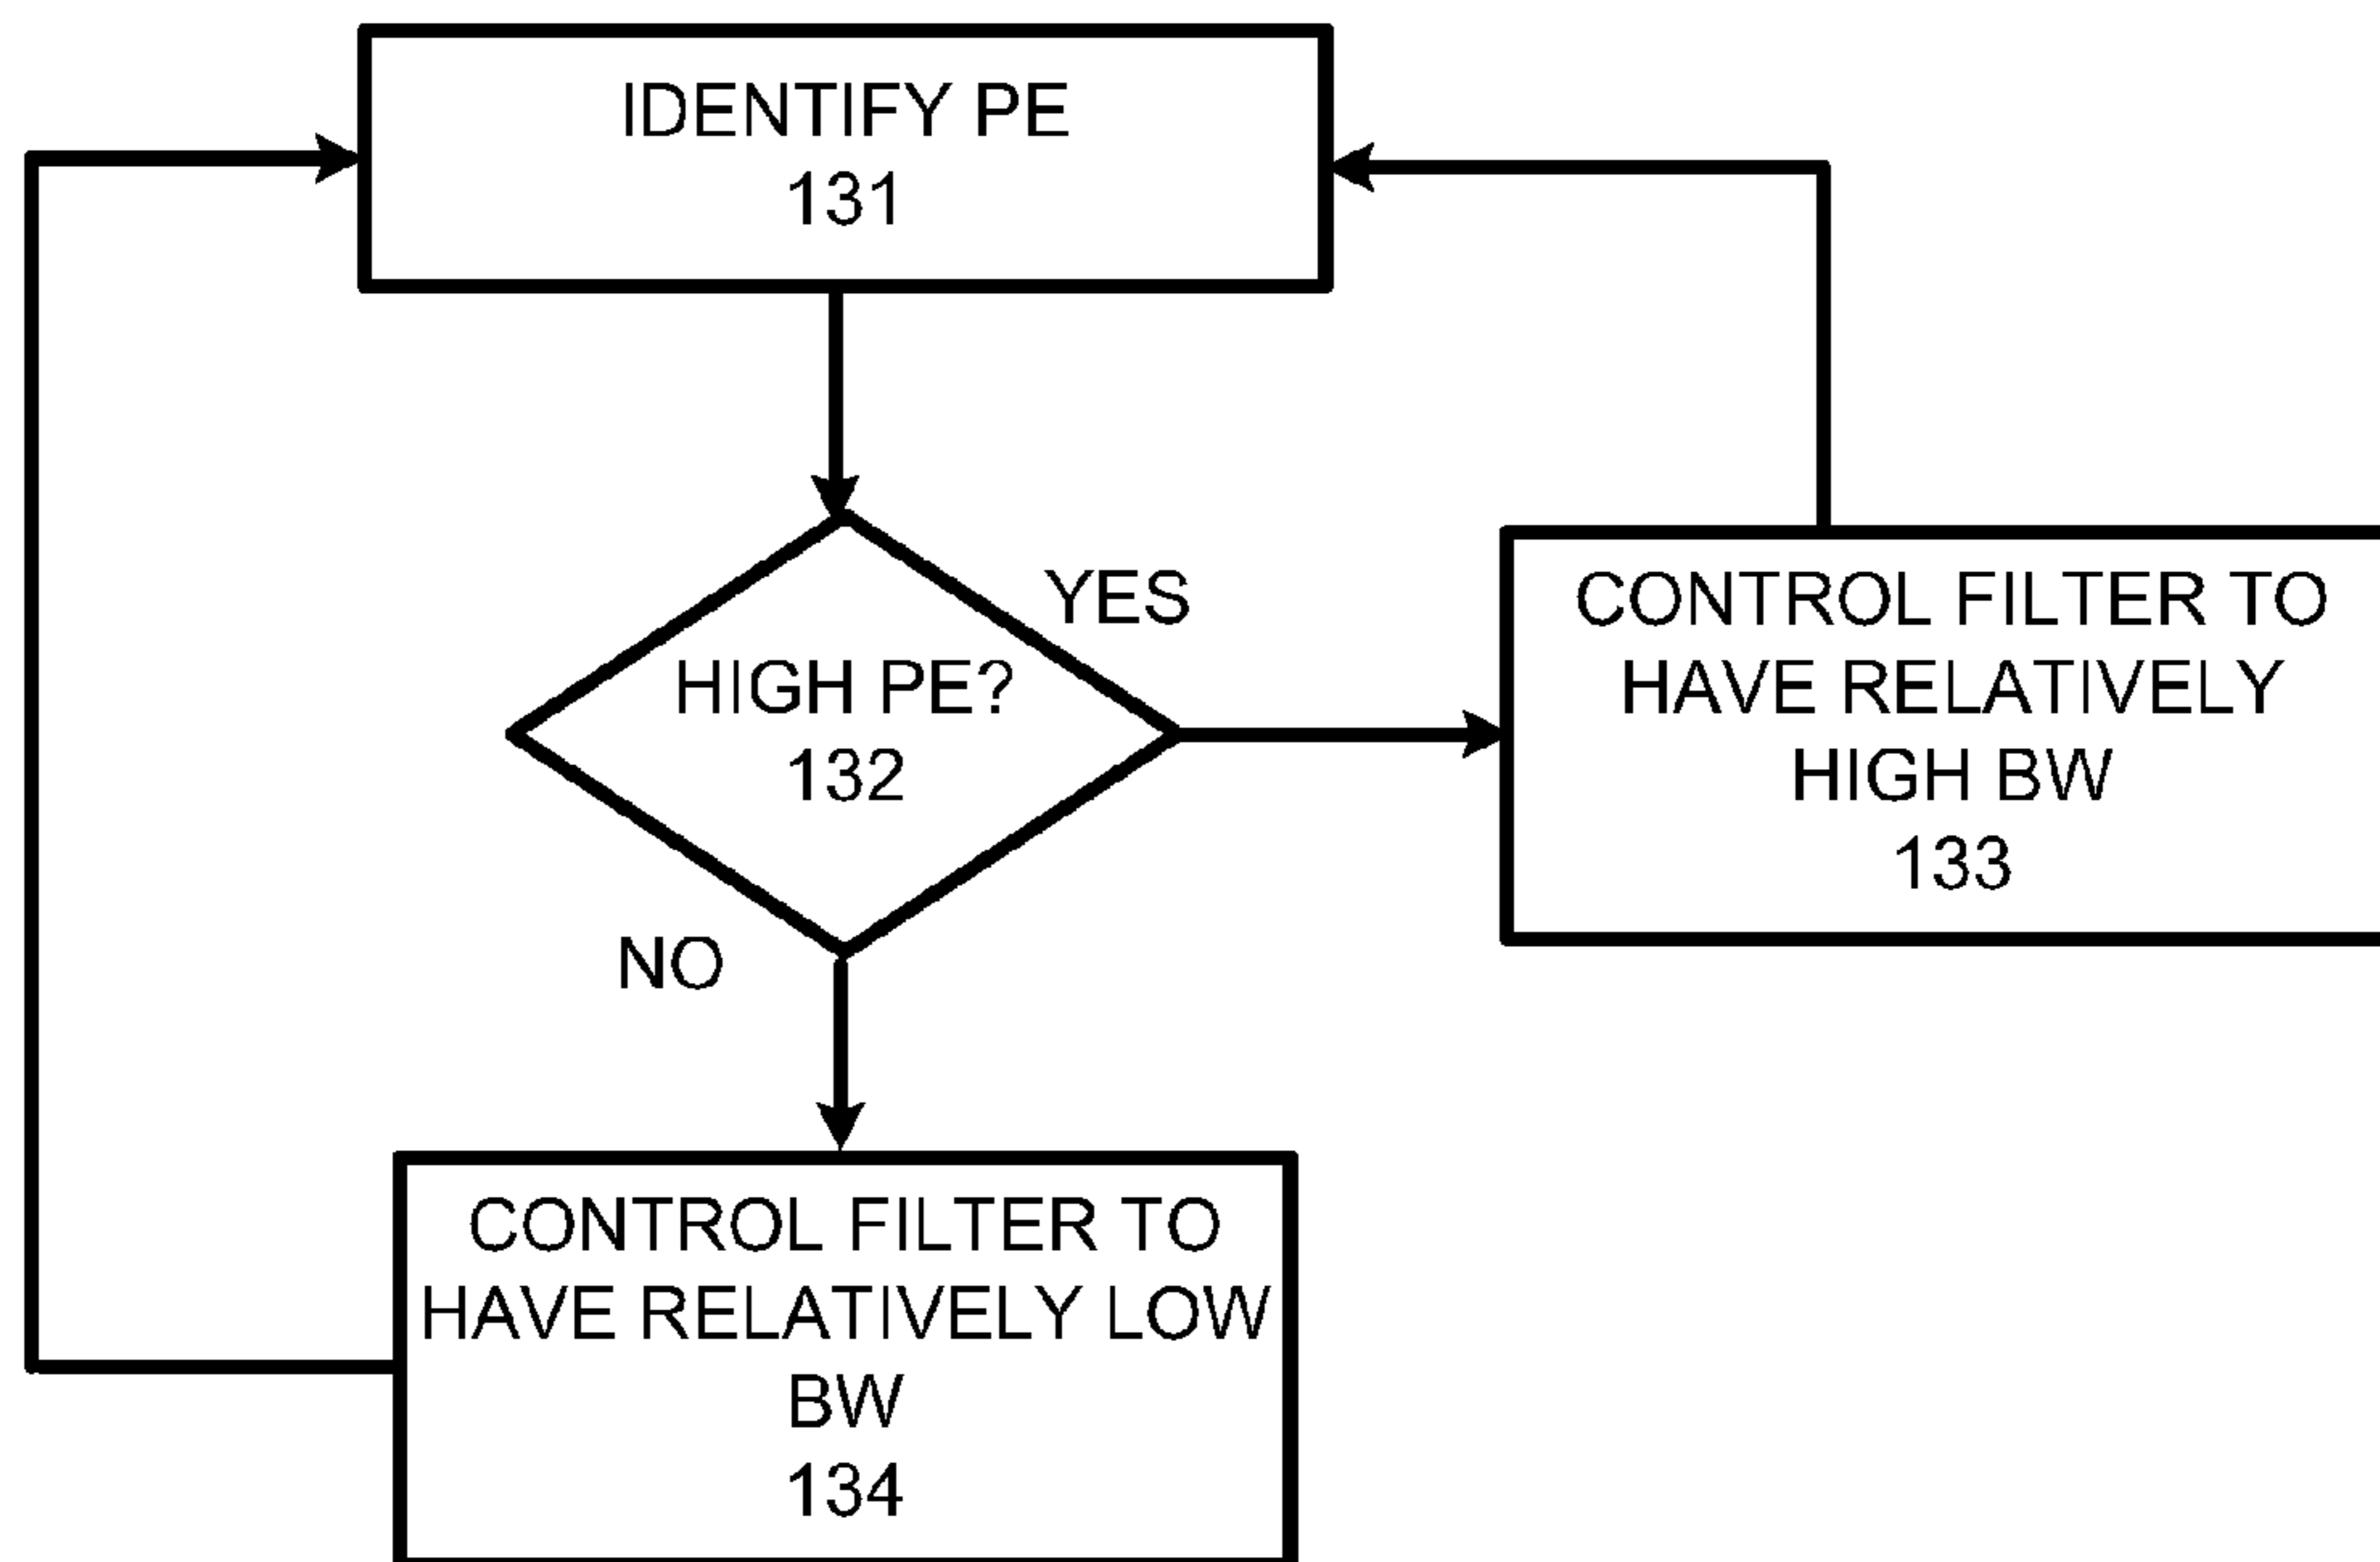 IDENTIFY PE
131
YES
HIGH PE?
132
NO
CONTROL FILTER TO
HAVE RELATIVELY
HIGH BW
133
CONTROL FILTER TO
HAVE RELATIVELY LOW
BW
134